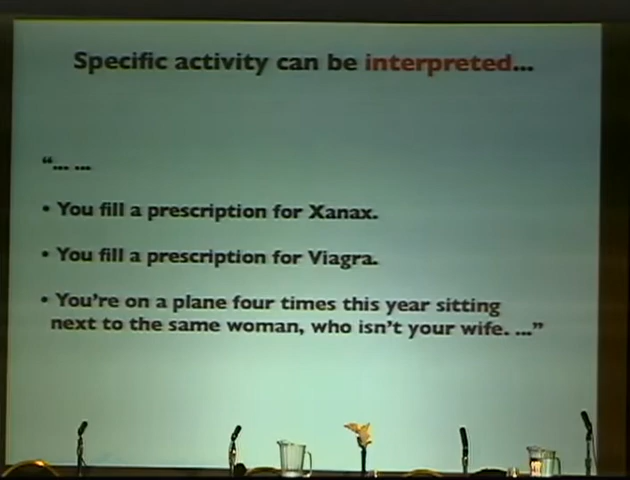 Specific activity can be interpreted...
“... ...
• You fill a prescription for Xanax.
• You fill a prescription for Viagra.
• You’re on a plane four times this year sitting
next to the same woman, who isn’t your wife. ...”